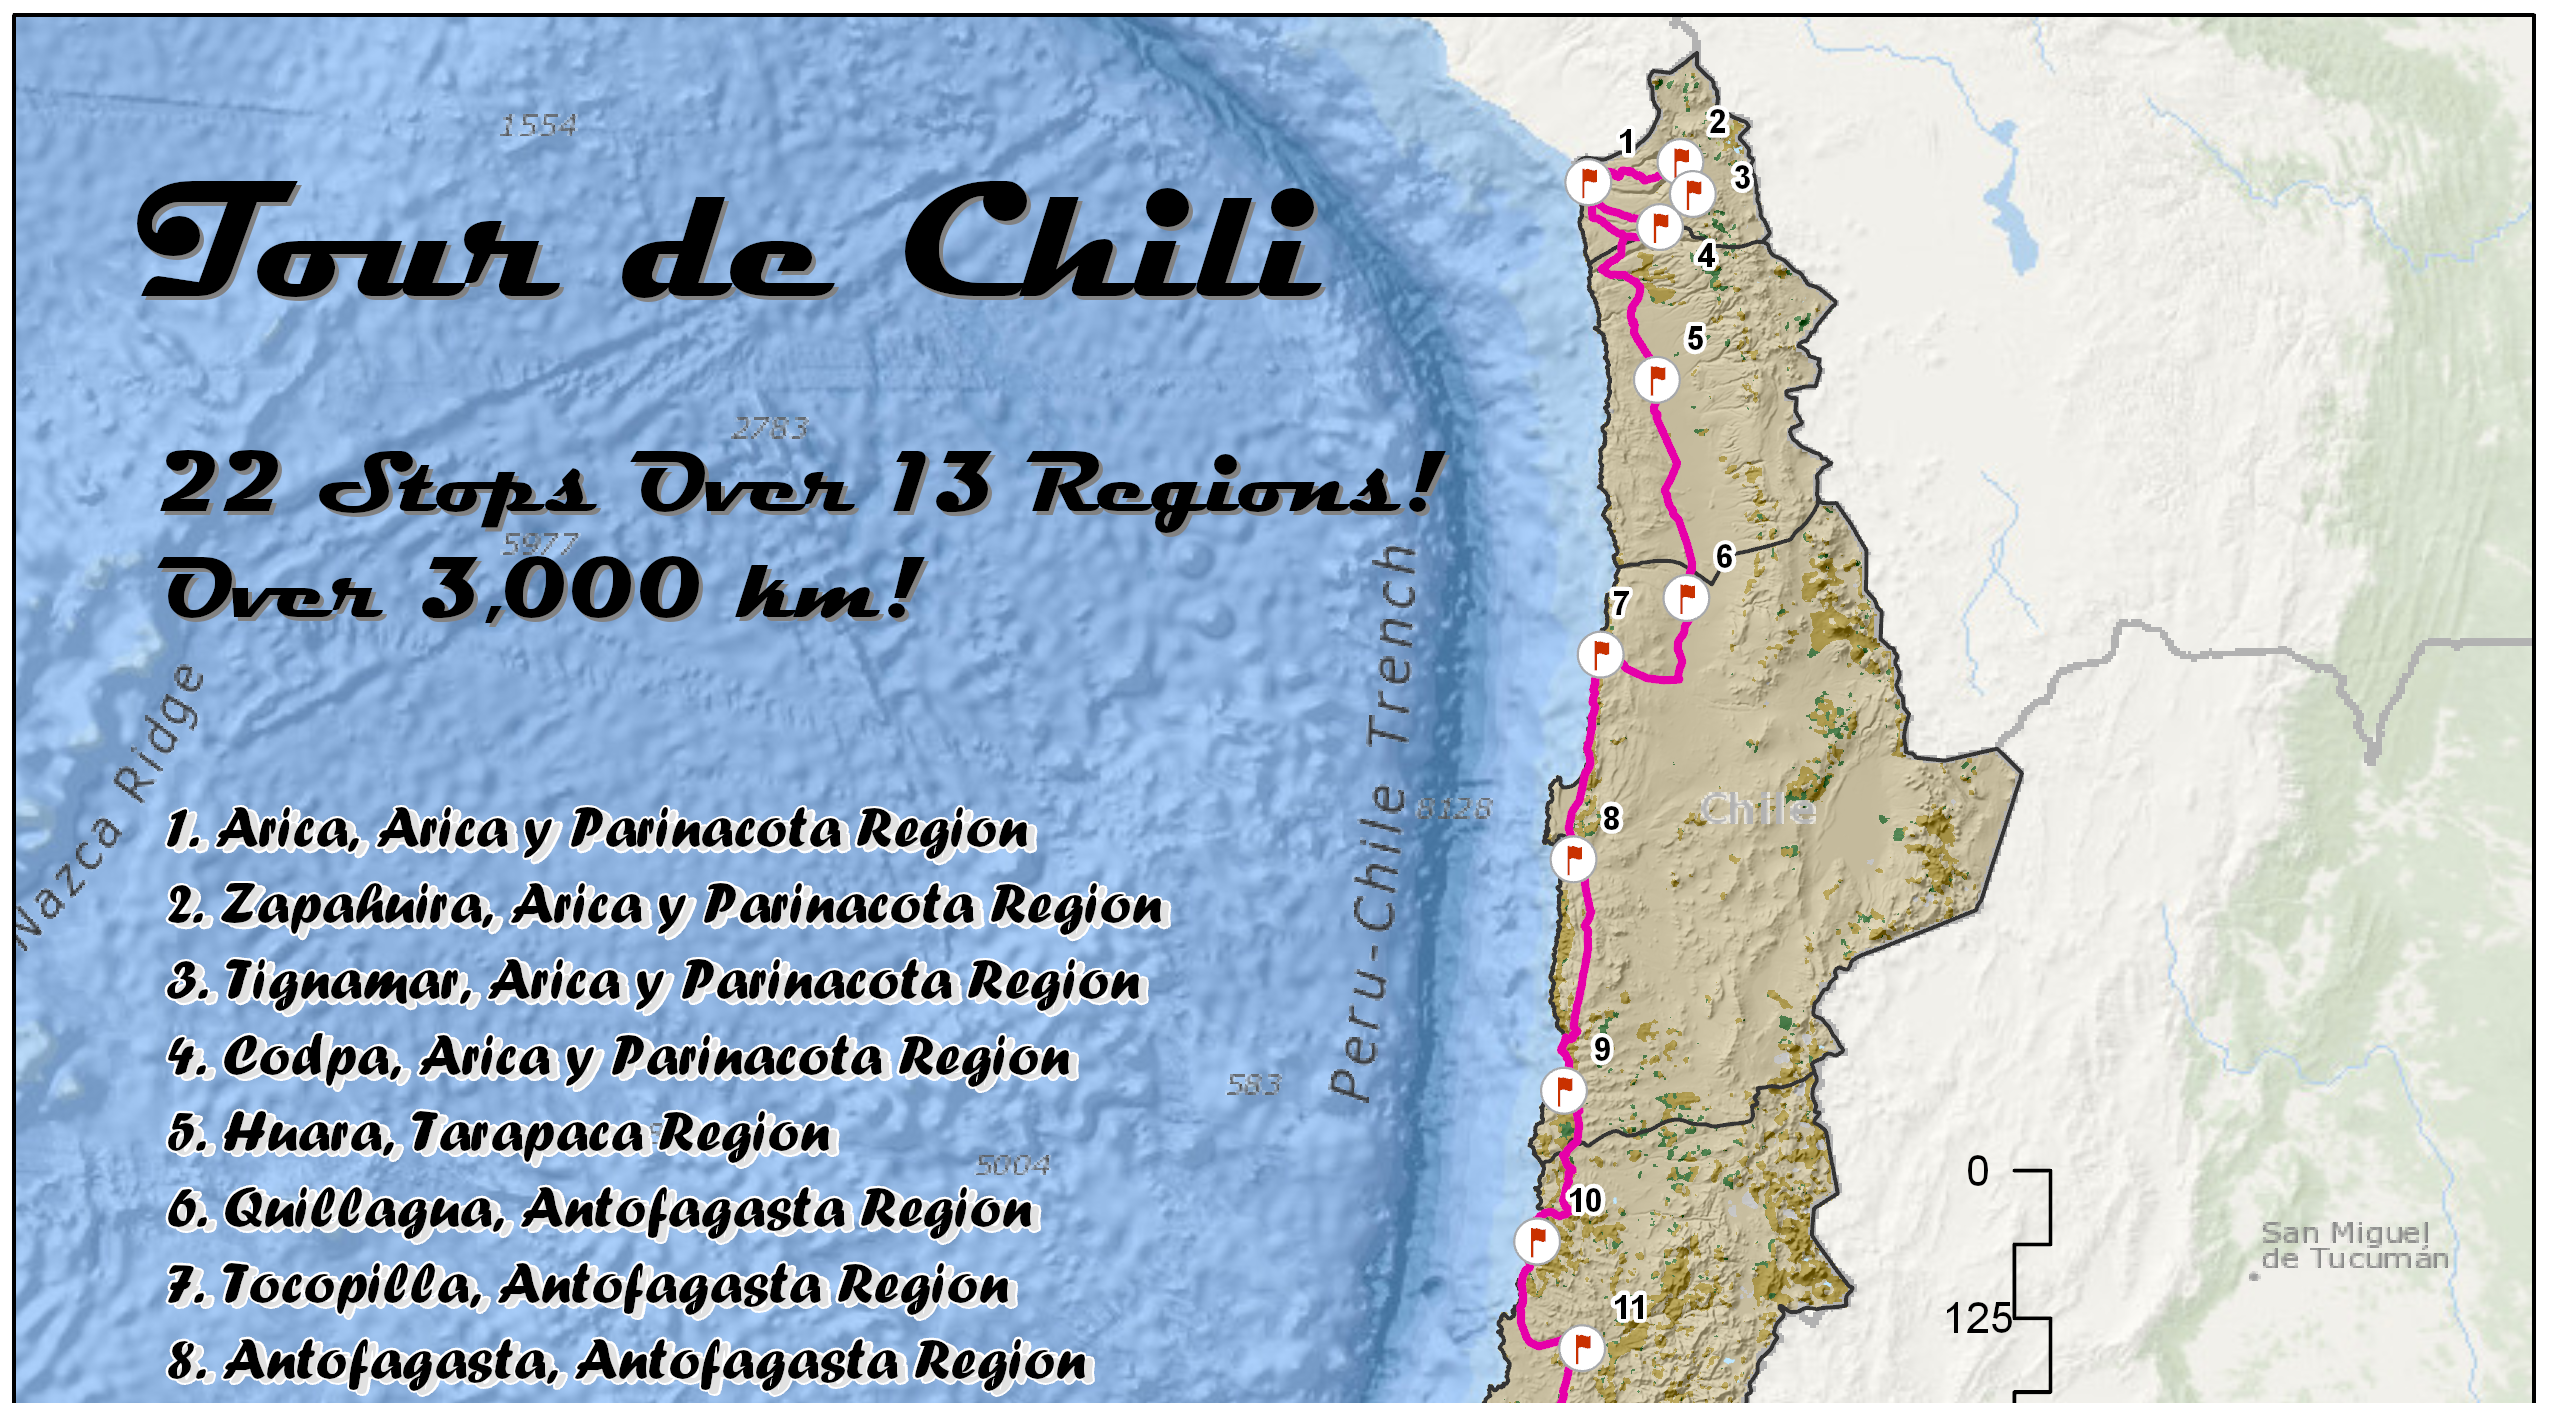 1554
Tour de Chili
2783
22 Stops Over 13 Regions!
5977
Over 3,000 km!
Nazca Ridge
Peru-Chile Trench
8128
583
5004
1. Arica, Arica y Parinacota Region
2. Zapahuira, Arica y Parinacota Region
3. Tignamar, Arica y Parinacota Region
4. Codpa, Arica y Parinacota Region
5. Huara, Tarapaca Region
6. Quillagua, Antofagasta Region
7. Tocopilla, Antofagasta Region
8. Antofagasta, Antofagasta Region
1
2
3
4
5
6
7
8
Chile
9
10
11
0
125
San Miguel
de Tucumán